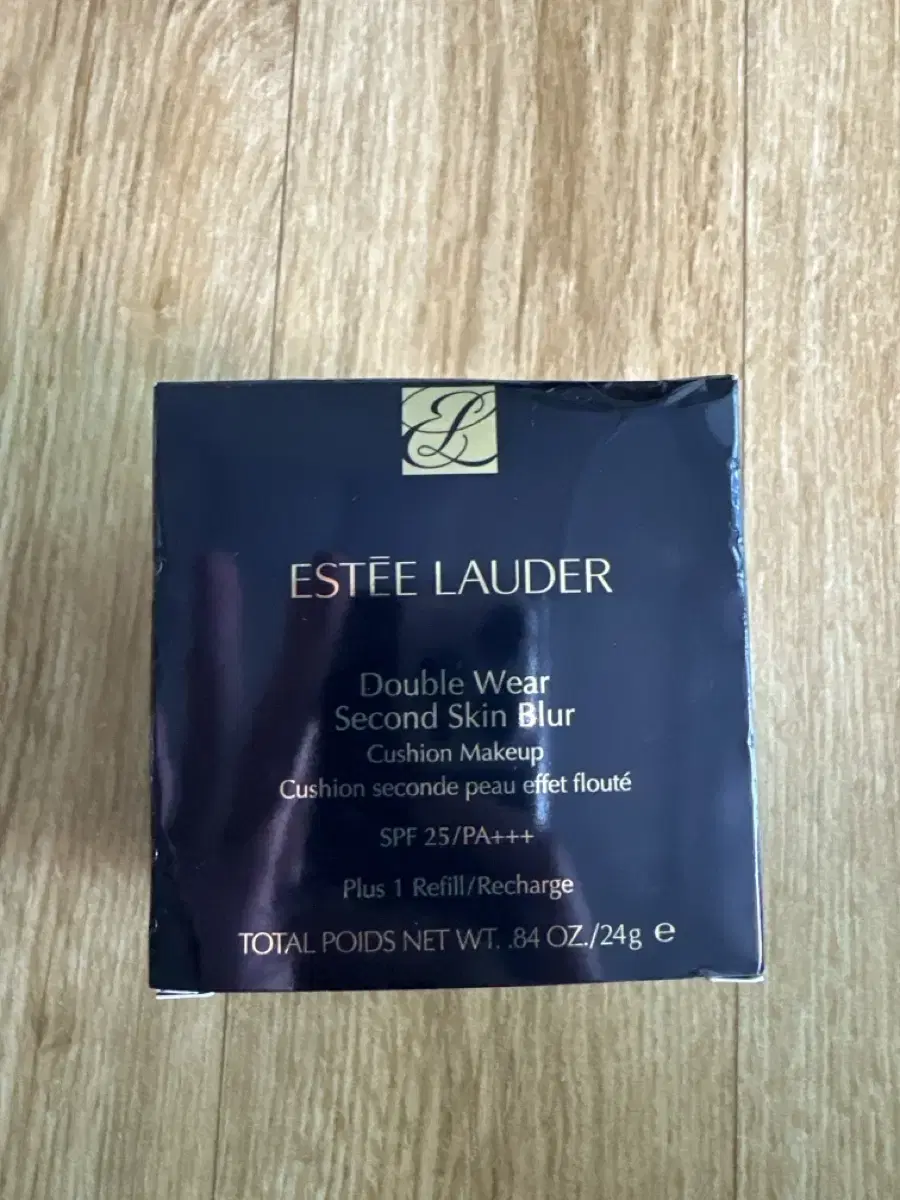 EL
ESTĒE LAUDER
Double Wear
Second Skin Blur
Cushion Makeup
Cushion seconde peau effet flouté
SPF 25/PA+++
Plus 1 Refill/Recharge
TOTAL POIDS NET WT. .84 OZ./24g ℮